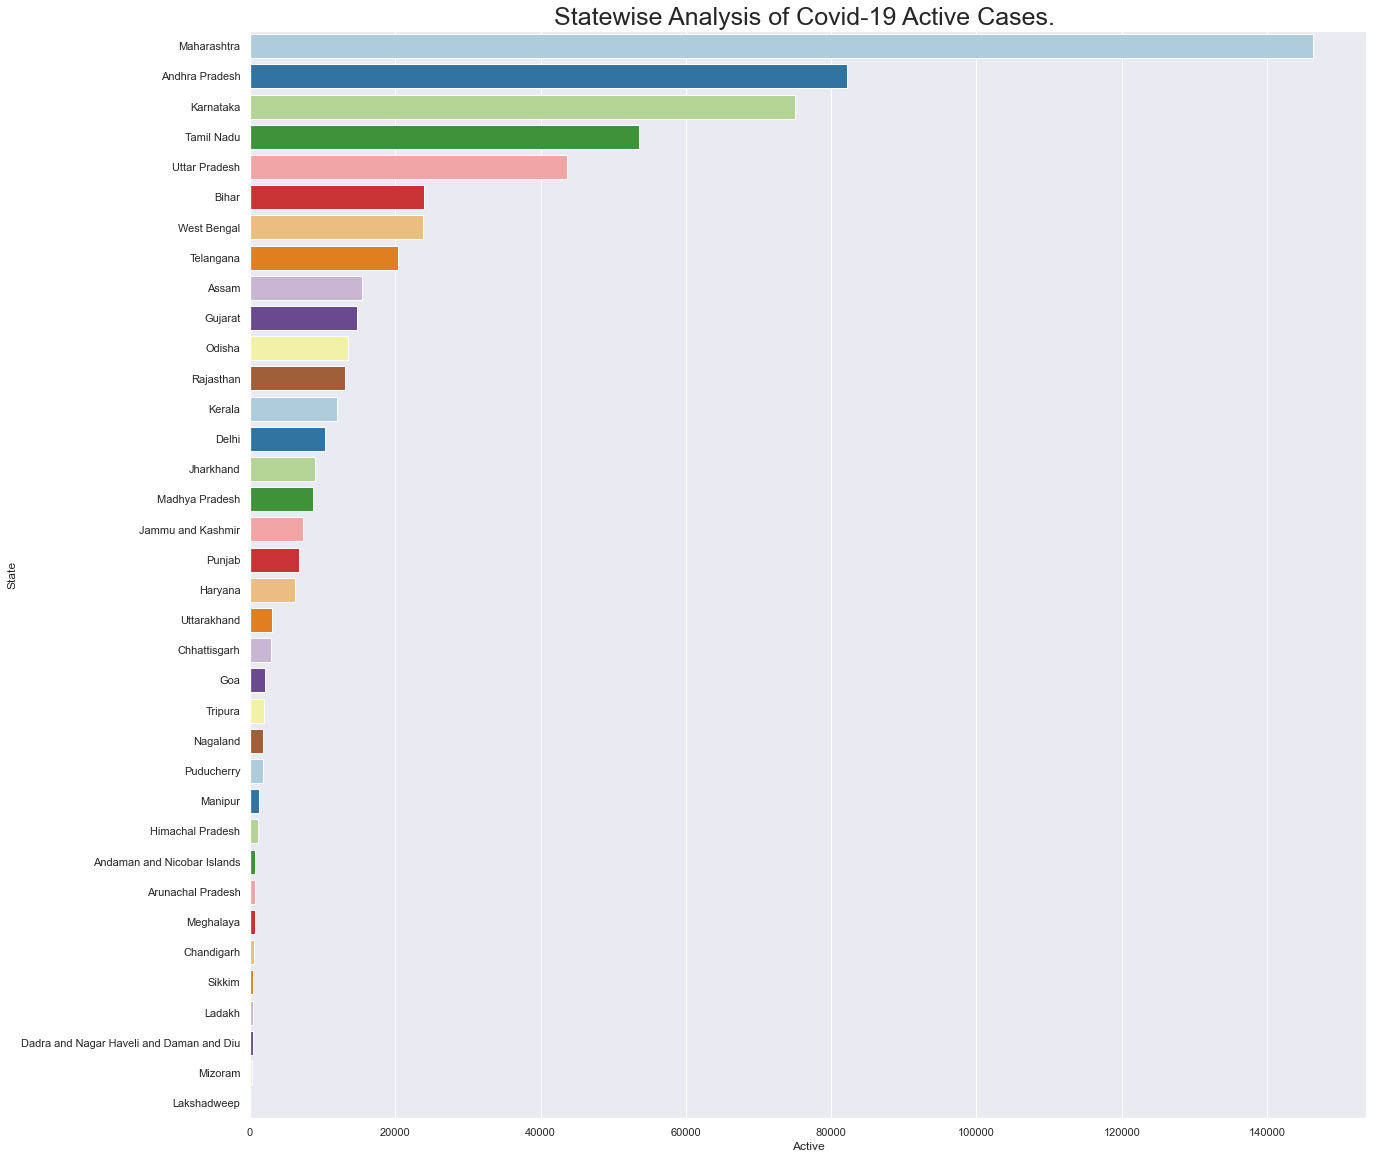 Statewise Analysis of Covid-19 Active Cases.
Maharashtra
Andhra Pradesh
Karnataka
Tamil Nadu
Uttar Pradesh
Bihar
West Bengal
Telangana
Assam
Gujarat
Odisha
Rajasthan
Kerala
Delhi
Jharkhand
Madhya Pradesh
Jammu and Kashmir
Punjab
Haryana
Uttarakhand
Chhattisgarh
Goa
Tripura
Nagaland
Puducherry
Manipur
Himachal Pradesh
Andaman and Nicobar Islands
Arunachal Pradesh
Meghalaya
Chandigarh
Sikkim
Ladakh
Dadra and Nagar Haveli and Daman and Diu
Mizoram
Lakshadweep
State
0 20000 40000 60000 80000 100000 120000 140000
Active